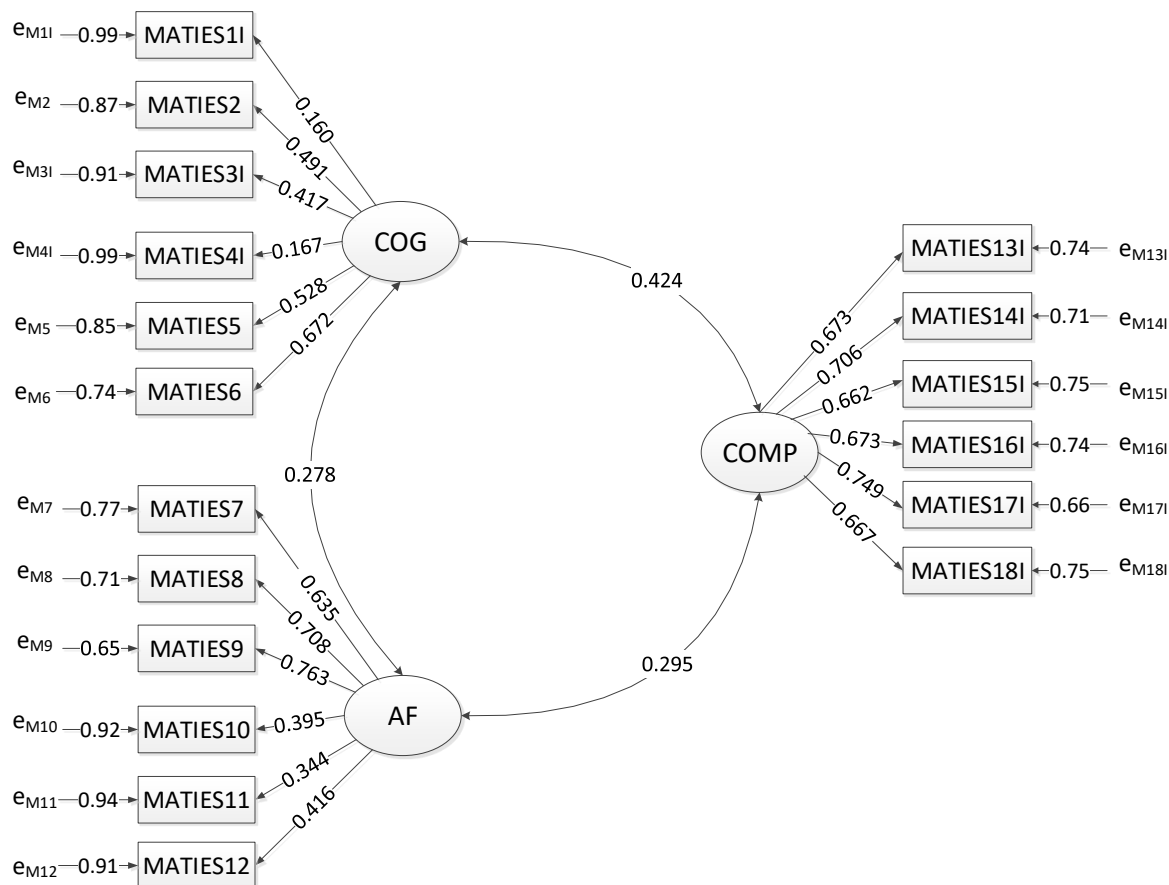 eM1I 0.99 MATIES1I
eM2 0.87 MATIES2
eM3I 0.91 MATIES3I
eM4I 0.99 MATIES4I
eM5 0.85 MATIES5
eM6 0.74 MATIES6
0.160
0.491
0.417
0.167
0.528
0.672
COG
0.424
0.278
eM7 0.77 MATIES7
eM8 0.71 MATIES8
eM9 0.65 MATIES9
eM10 0.92 MATIES10
eM11 0.94 MATIES11
eM12 0.91 MATIES12
0.635
0.708
0.763
0.395
0.344
0.416
AF
0.295
COMP
0.673
0.706
0.662
0.673
0.749
0.667
MATIES13I 0.74 eM13I
MATIES14I 0.71 eM14I
MATIES15I 0.75 eM15I
MATIES16I 0.74 eM16I
MATIES17I 0.66 eM17I
MATIES18I 0.75 eM18I